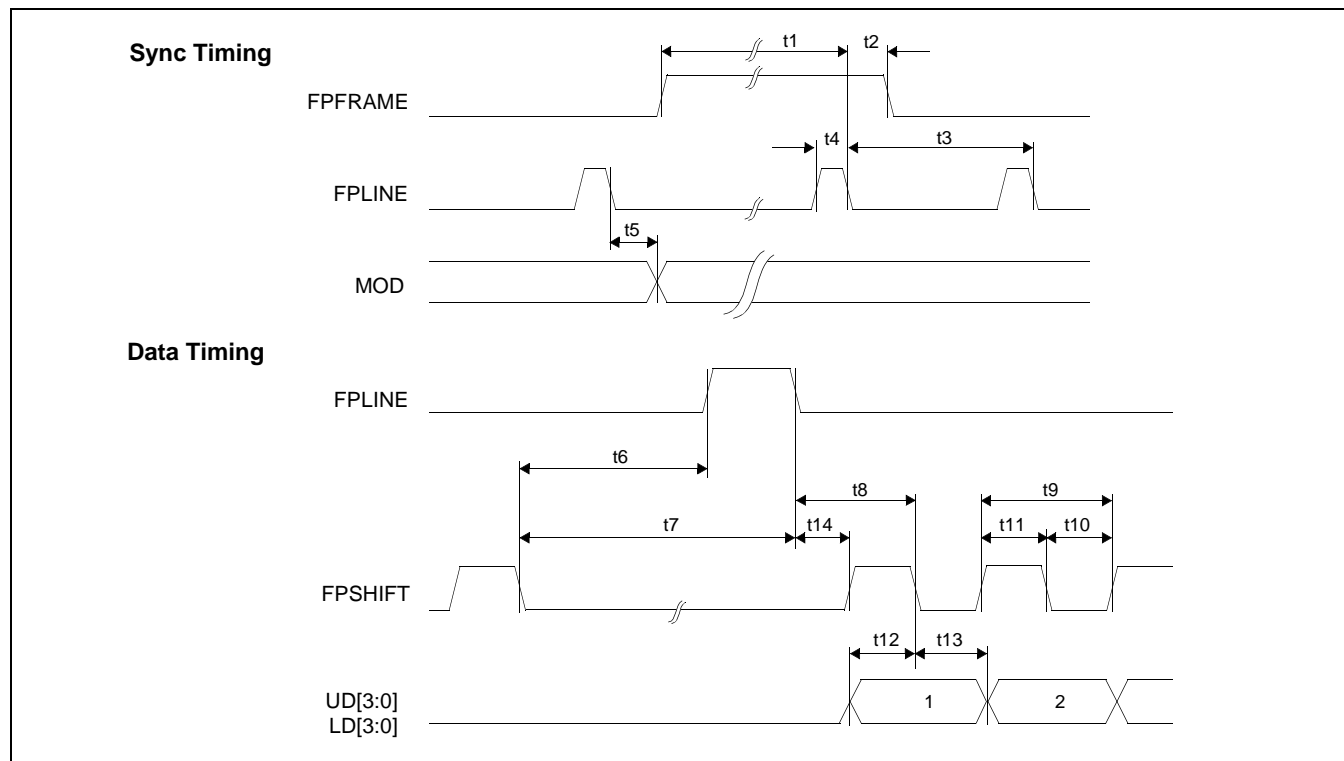 Sync Timing
t1
t2
FPFRAME
t4
t3
FPLINE
t5
MOD
Data Timing
FPLINE
t6
t8
t9
t7
t14
t11
t10
FPSHIFT
t12
t13
UD[3:0]
LD[3:0]
1
2